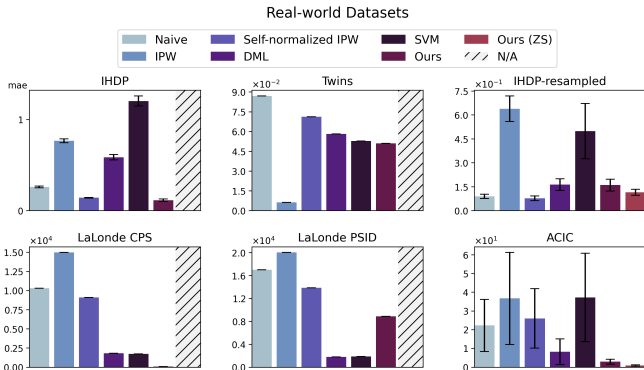 Real-world Datasets
Naive
Self-normalized IPW
SVM
Ours (ZS)
IPW
DML
Ours
N/A
mae
IHDP
1
0
×10⁻²
Twins
9.0
7.5
6.0
4.5
3.0
1.5
0.0
×10⁻¹
IHDP-resampled
7.5
6.0
4.5
3.0
1.5
0.0
×10⁴
LaLonde CPS
1.50
1.25
1.00
0.75
0.50
0.25
0.00
×10⁴
LaLonde PSID
2.0
1.6
1.2
0.8
0.4
0.0
×10¹
ACIC
6
5
4
3
2
1
0